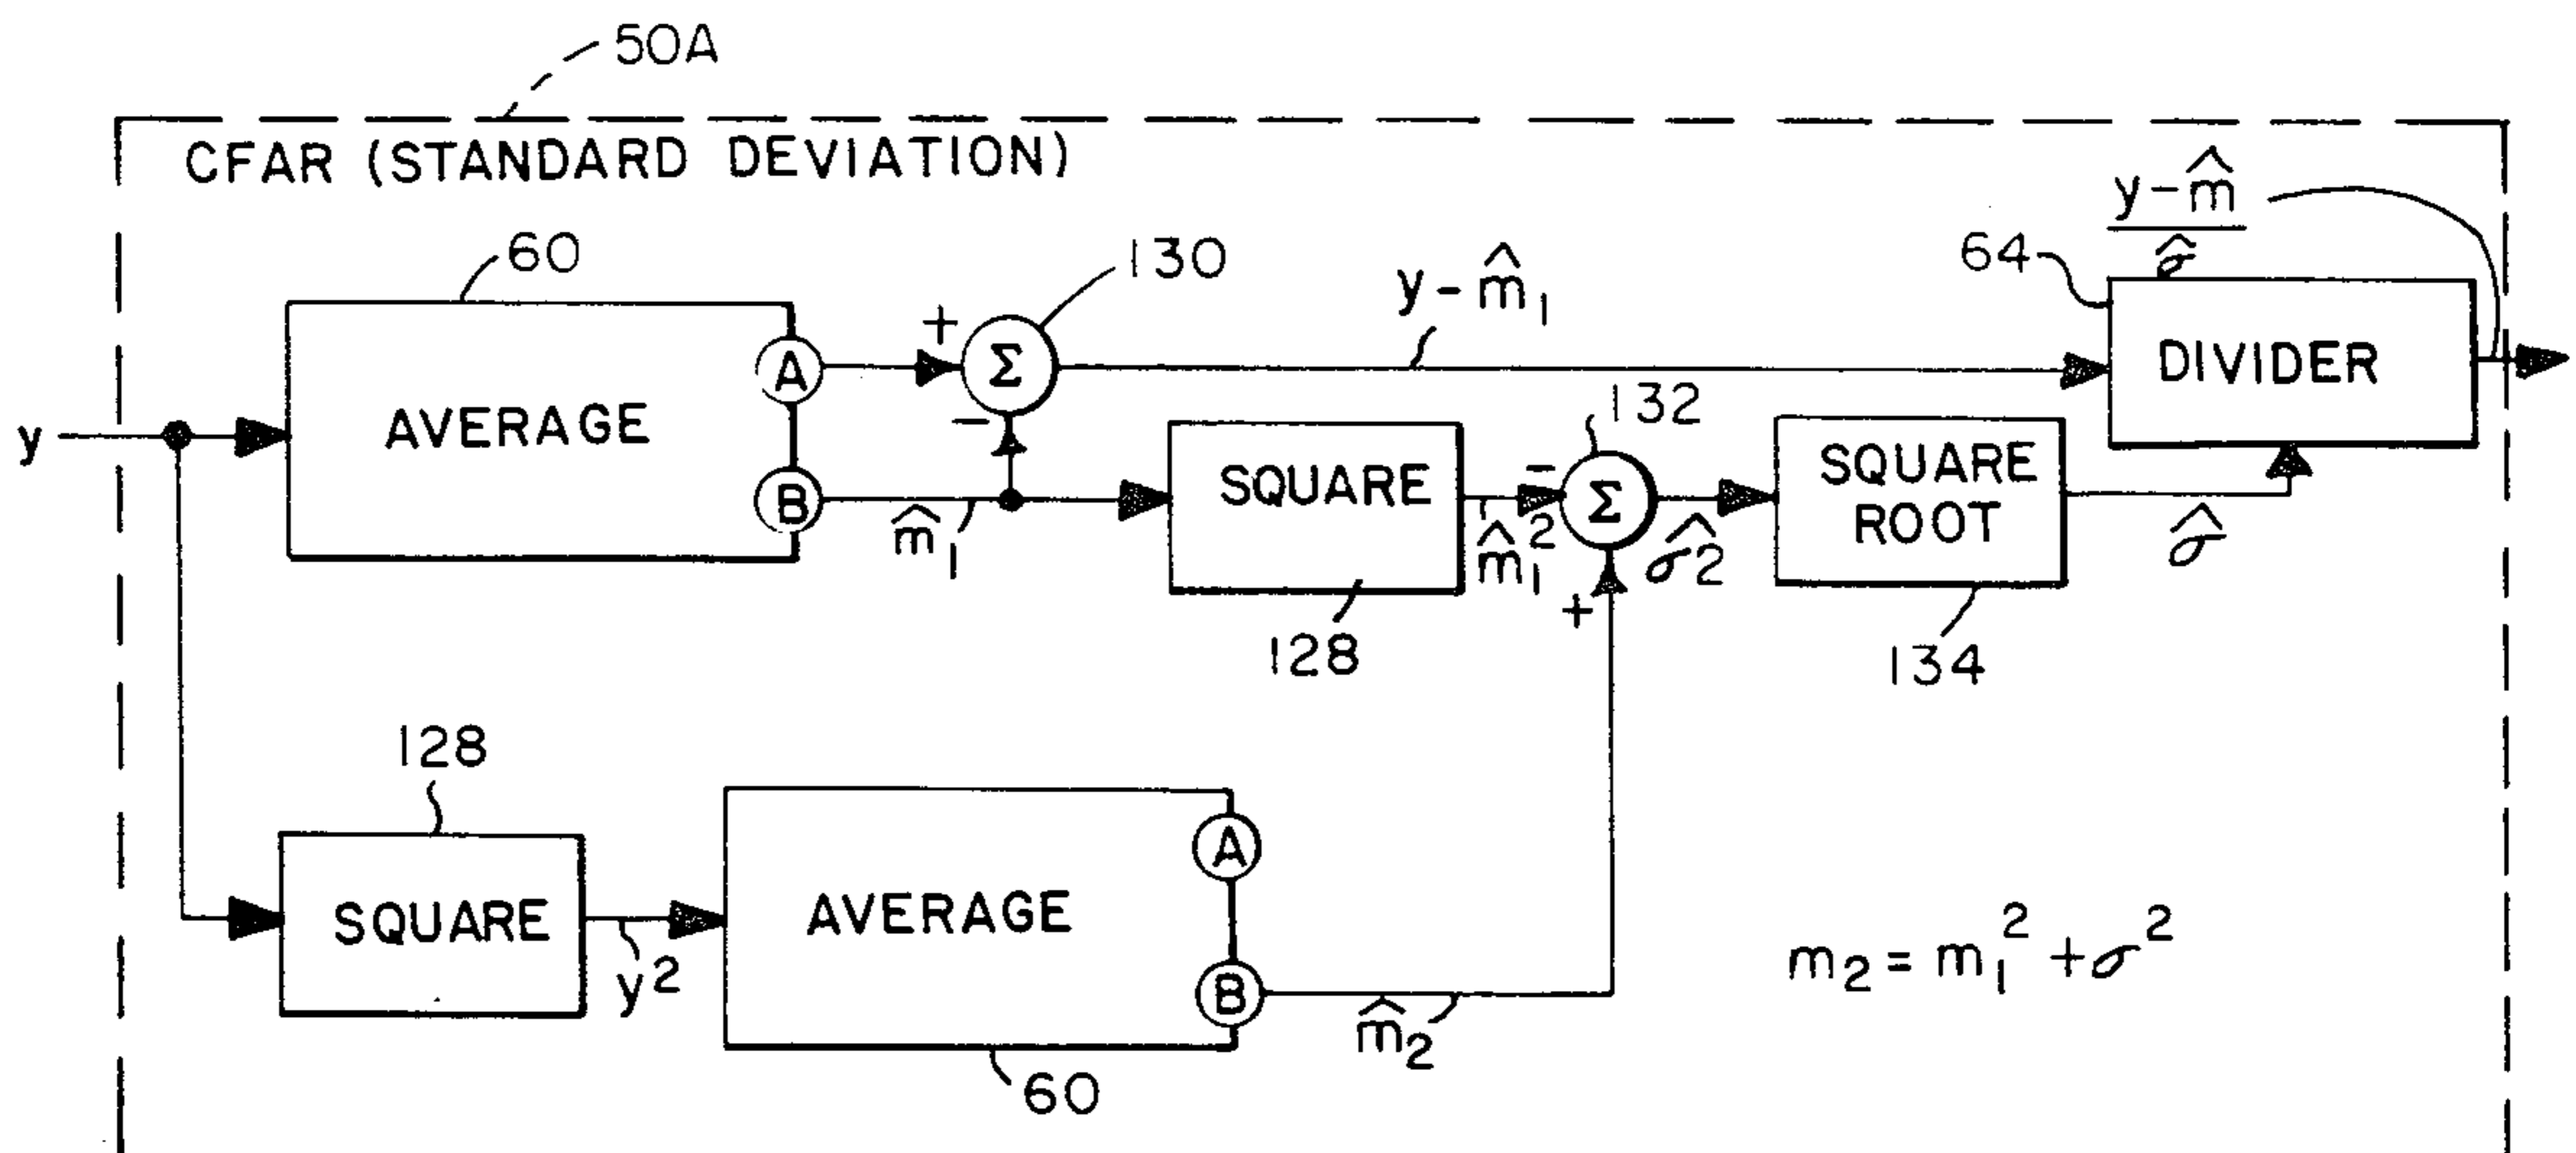 50A
CFAR (STANDARD DEVIATION)
y - m̂
σ̂
60
130
64
y - m̂₁
+
A
Σ
DIVIDER
132
y
AVERAGE
-
B
m̂₁
SQUARE
-
m̂₁²
Σ
σ̂²
SQUARE
ROOT
σ̂
+
128
134
128
A
SQUARE
y²
AVERAGE
B
m̂₂
m₂ = m₁² + σ²
60